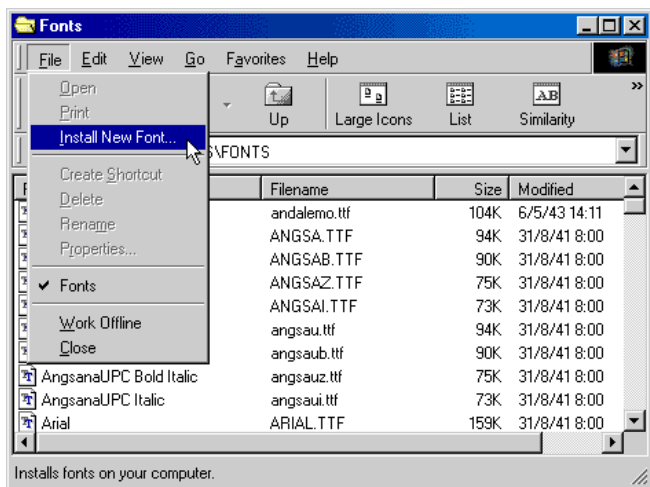 Fonts
File Edit View Go Favorites Help
Up Large Icons List Similarity »
Open
Print
Install New Font...
Create Shortcut
Delete
Rename
Properties...
Fonts
Work Offline
Close
\FONTS
Filename Size Modified
andalemo.ttf 104K 6/5/43 14:11
ANGSA.TTF 94K 31/8/41 8:00
ANGSAB.TTF 90K 31/8/41 8:00
ANGSAZ.TTF 75K 31/8/41 8:00
ANGSAI.TTF 73K 31/8/41 8:00
angsau.ttf 94K 31/8/41 8:00
angsaub.ttf 90K 31/8/41 8:00
AngsanaUPC Bold Italic angsauz.ttf 75K 31/8/41 8:00
AngsanaUPC Italic angsaui.ttf 73K 31/8/41 8:00
Arial ARIAL.TTF 159K 31/8/41 8:00
Installs fonts on your computer.